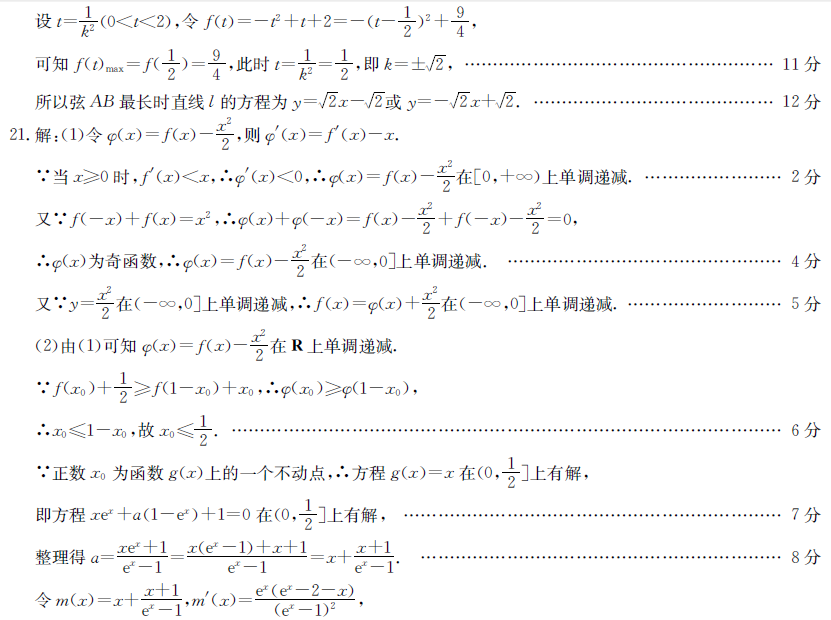 设 t=1/k²(0<t<2),令 f(t)=-t²+t+2=-(t-1/2)²+9/4,
可知 f(t)max=f(1/2)=9/4,此时 t=1/k²=1/2,即 k=±√2, ………………………………………… 11 分
所以弦 AB 最长时直线 l 的方程为 y=√2x-√2或 y=-√2x+√2. ………………………………… 12 分
21. 解:(1)令 φ(x)=f(x)-x²/2,则 φ′(x)=f′(x)-x.
∵当 x≥0 时,f′(x)<x,∴φ′(x)<0,∴φ(x)=f(x)-x²/2在[0,+∞)上单调递减. ………………… 2 分
又∵f(-x)+f(x)=x²,∴φ(x)+φ(-x)=f(x)-x²/2+f(-x)-x²/2=0,
∴φ(x)为奇函数,∴φ(x)=f(x)-x²/2在(-∞,0]上单调递减. …………………………………… 4 分
又∵y=x²/2在(-∞,0]上单调递减,∴f(x)=φ(x)+x²/2在(-∞,0]上单调递减. …………………… 5 分
(2)由(1)可知 φ(x)=f(x)-x²/2在 R 上单调递减.
∵f(x₀)+1/2≥f(1-x₀)+x₀,∴φ(x₀)≥φ(1-x₀),
∴x₀≤1-x₀,故 x₀≤1/2. ………………………………………………………………………… 6 分
∵正数 x₀ 为函数 g(x)上的一个不动点,∴方程 g(x)=x 在(0,1/2]上有解,
即方程 xeˣ+a(1-eˣ)+1=0 在(0,1/2]上有解, ………………………………………………… 7 分
整理得 a=(xeˣ+1)/(eˣ-1)=(x(eˣ-1)+x+1)/(eˣ-1)=x+(x+1)/(eˣ-1). ………………………………………………… 8 分
令 m(x)=x+(x+1)/(eˣ-1),m′(x)=eˣ(eˣ-2-x)/(eˣ-1)²,